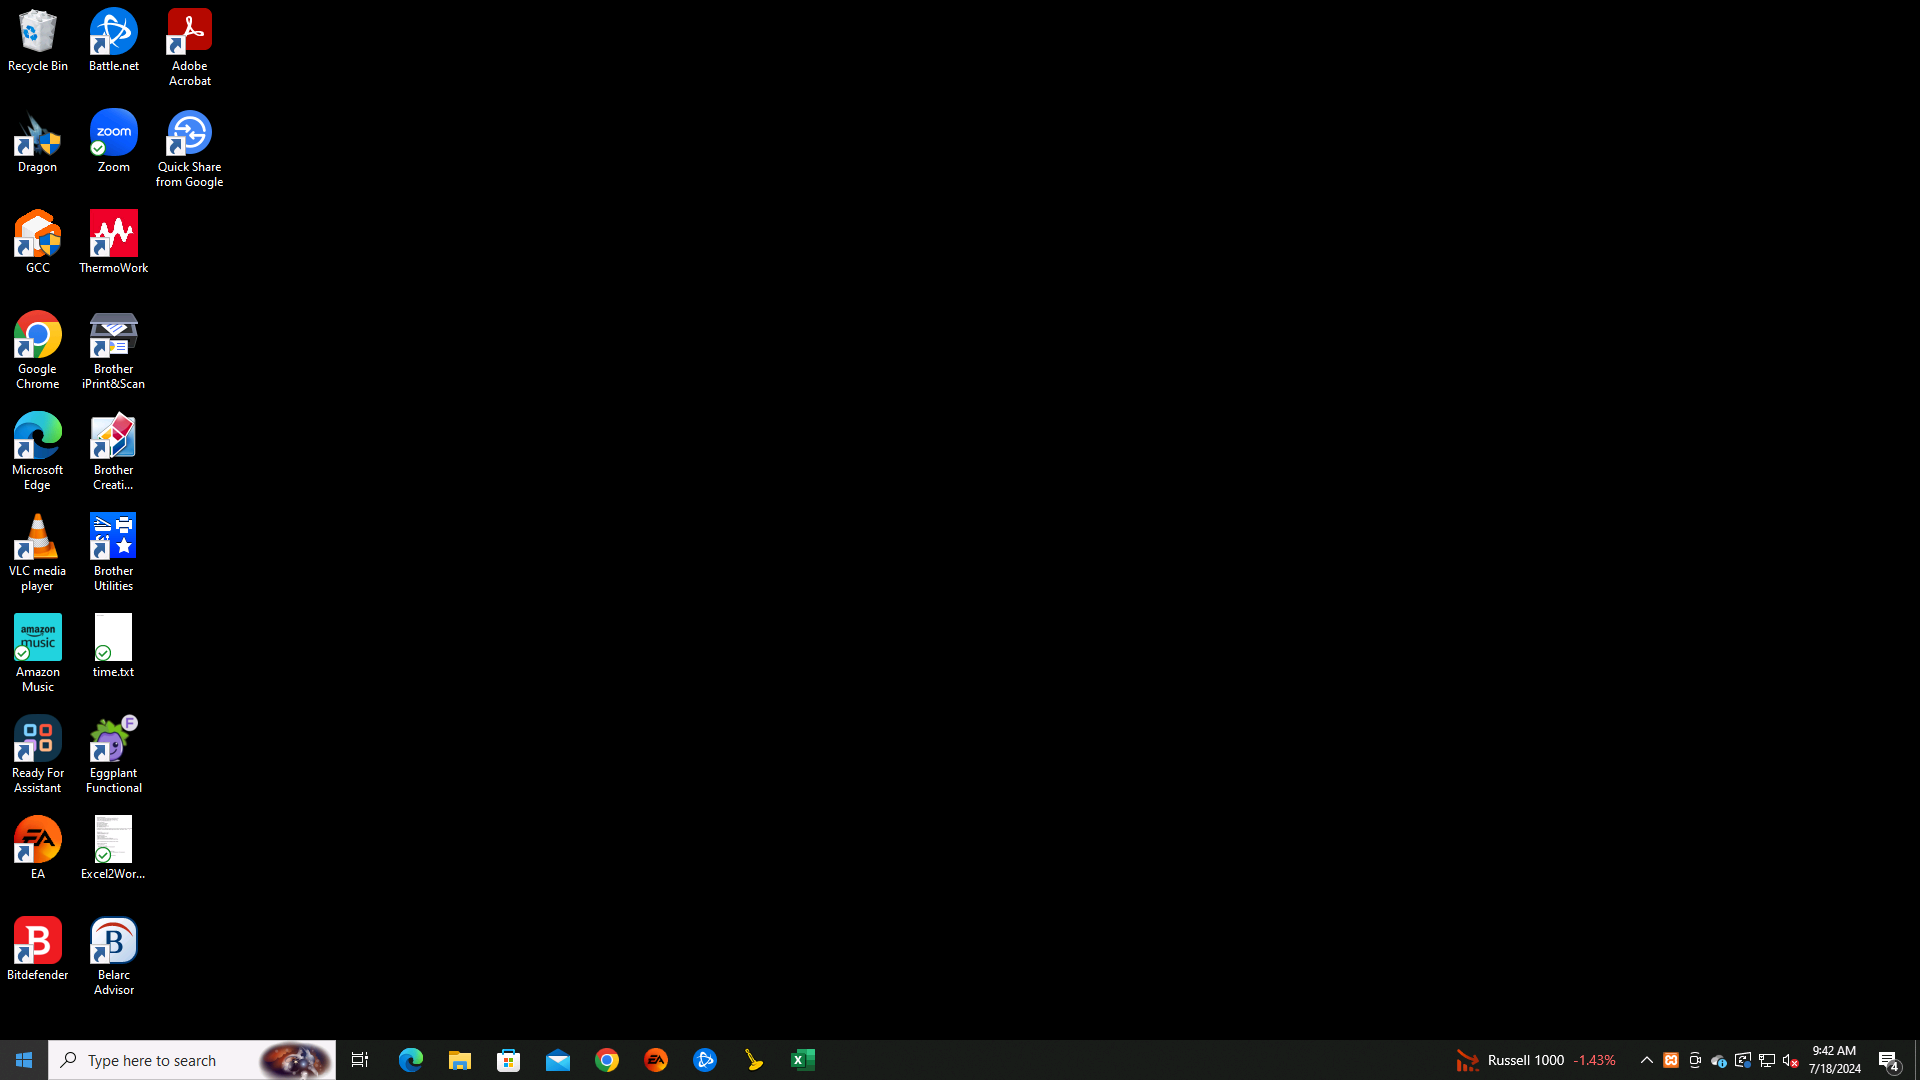 Recycle Bin
Battle.net
Adobe
Acrobat
Dragon
zoom
Zoom
Quick Share
from Google
GCC
ThermoWork
Google
Chrome
Brother
iPrint&Scan
Microsoft
Edge
Brother
Creati...
VLC media
player
Brother
Utilities
amazon
music
Amazon
Music
time.txt
Ready For
Assistant
F
Eggplant
Functional
EA
EA
Excel2Wor...
B
Bitdefender
B
Belarc
Advisor
Type here to search
EA
X
Russell 1000 -1.43%
9:42 AM
7/18/2024
4